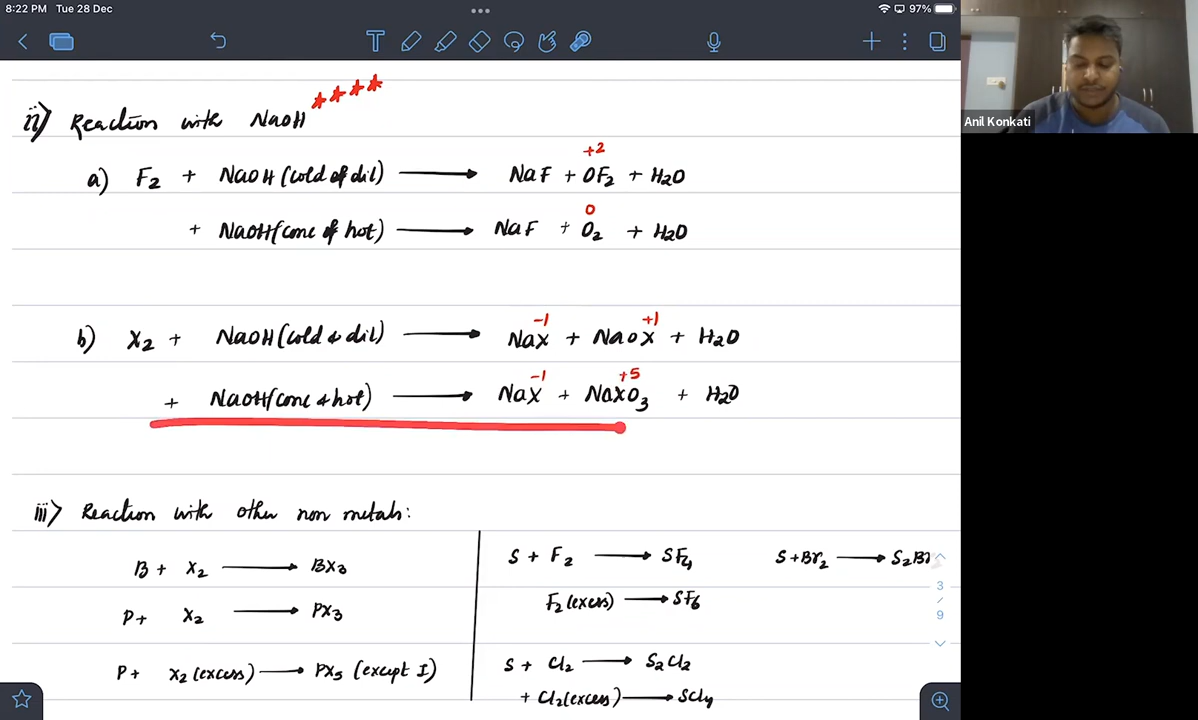 8:22 PM Tue 28 Dec
97%
Anil Konkati
ii) Reaction with NaOH
+2
a) F2 + NaOH (cold & dil) → NaF + OF2 + H2O
0
+ NaOH(conc & hot) → NaF + O2 + H2O
-1 +1
b) X2 + NaOH(cold & dil) → NaX + NaOX + H2O
-1 +5
+ NaOH(conc & hot) → NaX + NaXO3 + H2O
iii) Reaction with other non metals:
B + X2 → BX3
P + X2 → PX3
P + X2 (excess) → PX5 (except I)
S + F2 → SF4
F2 (excess) → SF6
S + Cl2 → S2Cl2
+ Cl2 (excess) → SCl4
S + Br2 → S2Br
3
/
9